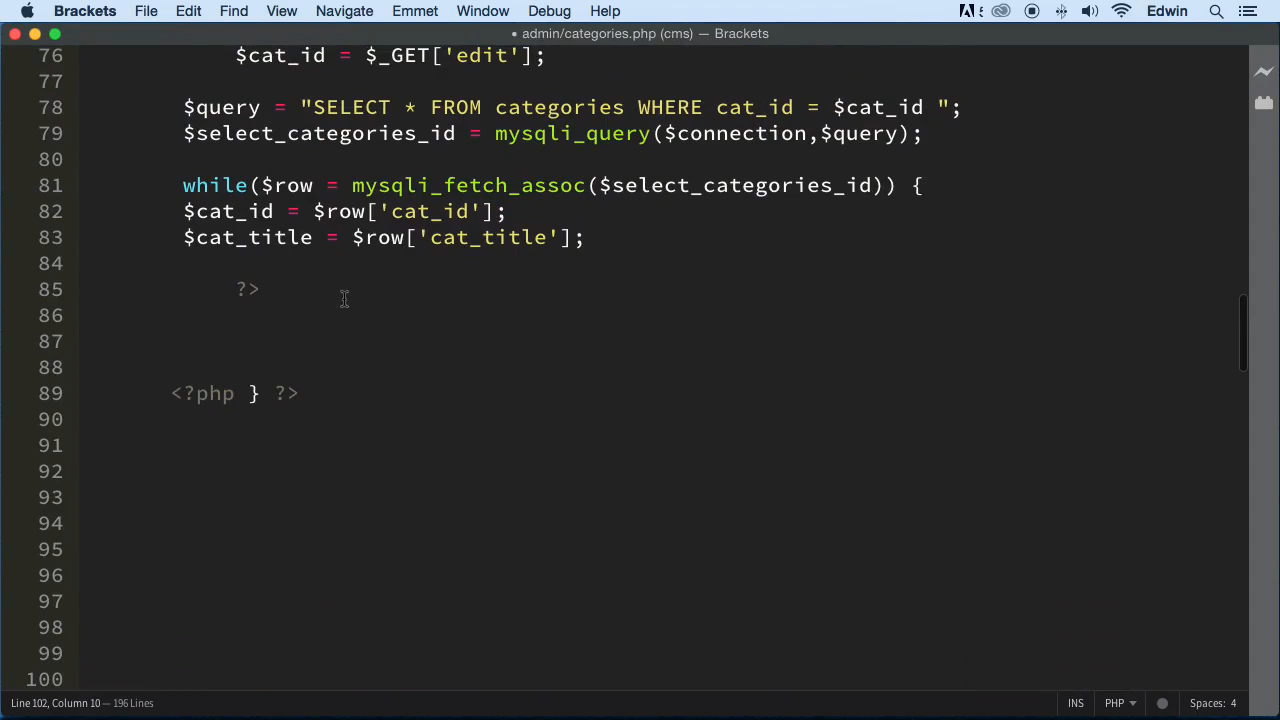 Brackets File Edit Find View Navigate Emmet Window Debug Help 5 Edwin
• admin/categories.php (cms) — Brackets
76 $cat_id = $_GET['edit'];
77
78 $query = "SELECT * FROM categories WHERE cat_id = $cat_id ";
79 $select_categories_id = mysqli_query($connection,$query);
80
81 while($row = mysqli_fetch_assoc($select_categories_id)) {
82 $cat_id = $row['cat_id'];
83 $cat_title = $row['cat_title'];
84
85 ?>
86
87
88
89 <?php } ?>
90
91
92
93
94
95
96
97
98
99
100
Line 102, Column 10 — 196 Lines INS PHP Spaces: 4